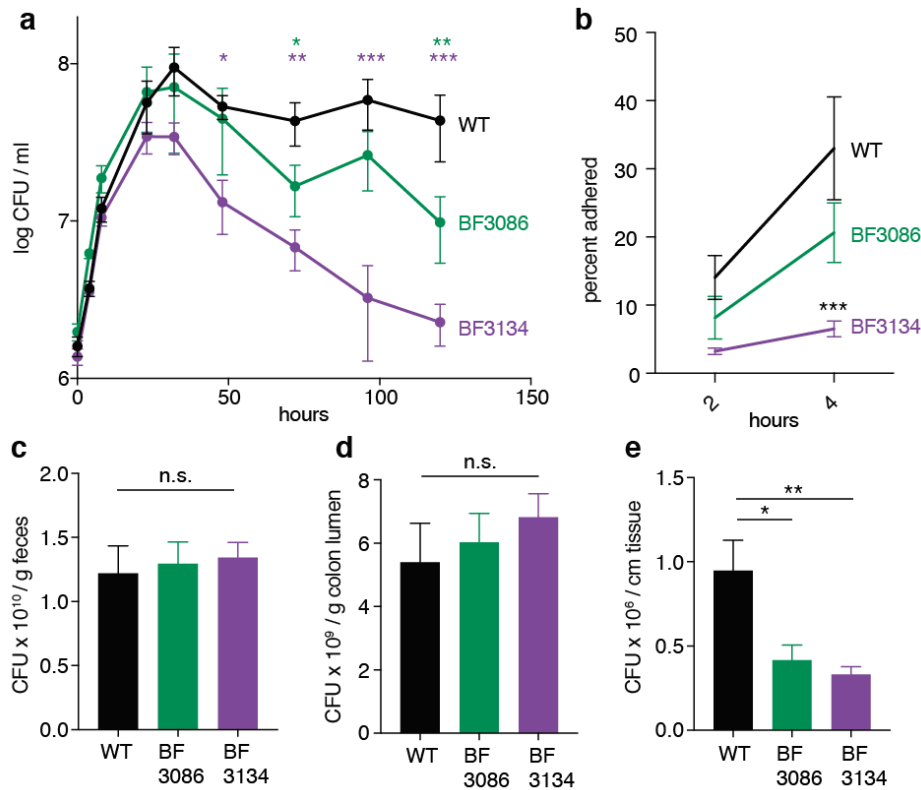 a
log CFU / ml
8
7
6
* ** *** ***
* **
WT
BF3086
BF3134
0 50 100 150
hours
b
percent adhered
50
40
30
20
10
0
WT
BF3086
***
BF3134
2 4
hours
c
CFU x 10¹⁰ / g feces
2.0
1.5
1.0
0.5
0.0
n.s.
WT BF BF
3086 3134
d
CFU x 10⁹ / g colon lumen
8
6
4
2
0
n.s.
WT BF BF
3086 3134
e
CFU x 10⁶ / cm tissue
1.5
1.0
0.5
0.0
**
*
WT BF BF
3086 3134